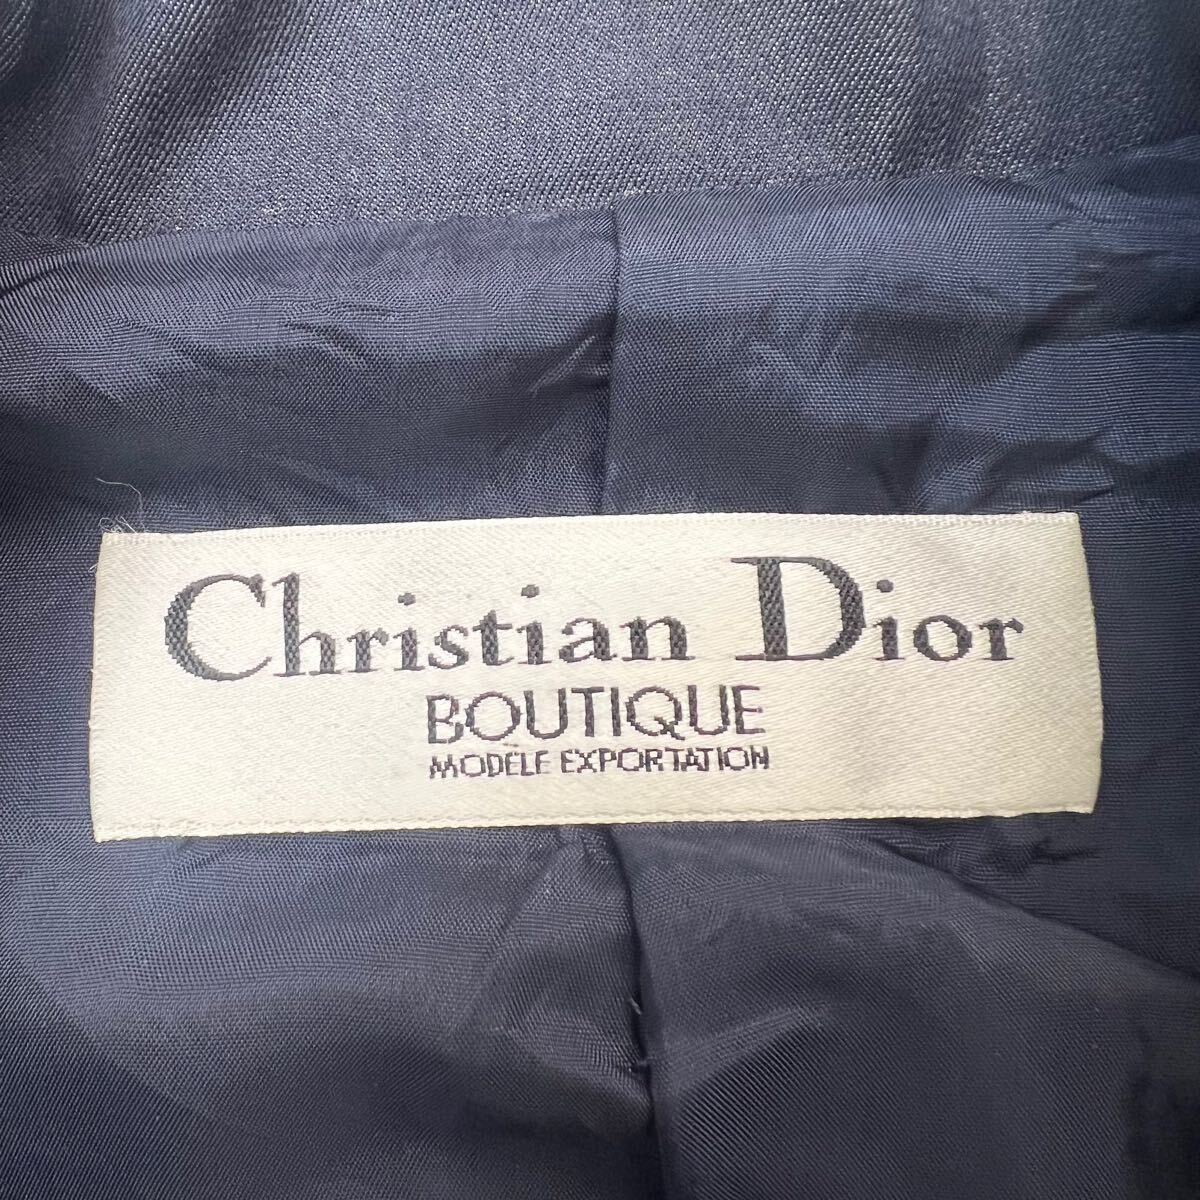 Christian Dior
BOUTIQUE
MODELE EXPORTATION